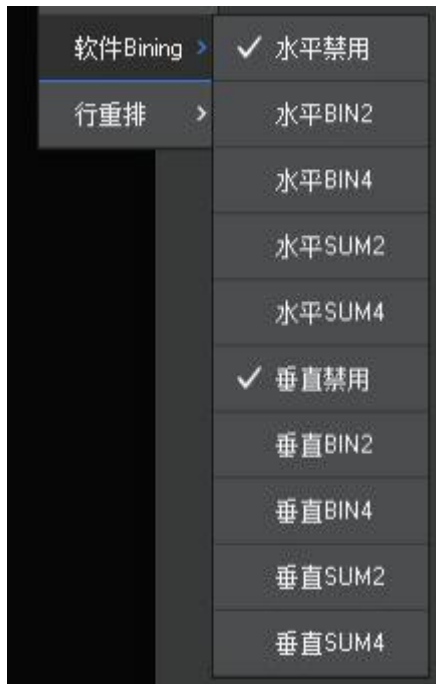 软件Bining
行重排
水平禁用
水平BIN2
水平BIN4
水平SUM2
水平SUM4
垂直禁用
垂直BIN2
垂直BIN4
垂直SUM2
垂直SUM4